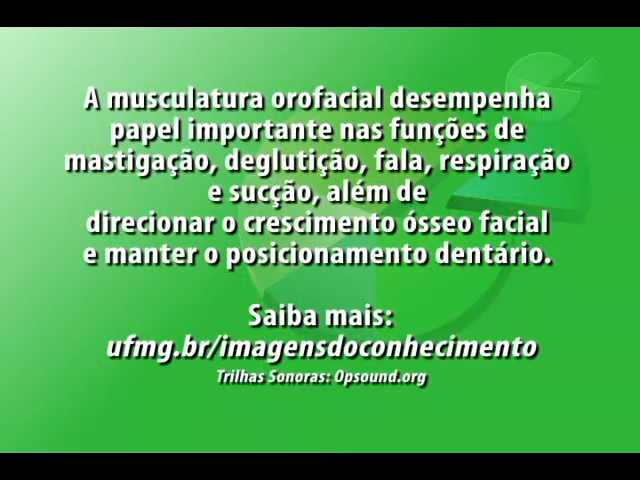 A musculatura orofacial desempenha
papel importante nas funções de
mastigação, deglutição, fala, respiração
e sucção, além de
direcionar o crescimento ósseo facial
e manter o posicionamento dentário.
Saiba mais:
ufmg.br/imagensdoconhecimento
Trilhas Sonoras: Opsound.org